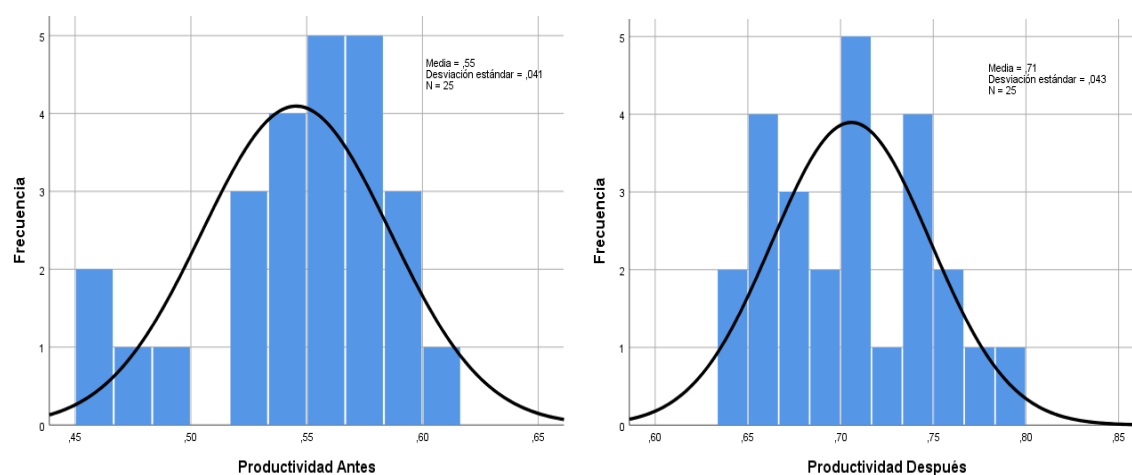 5
4
3
2
1
0
Frecuencia
Media = ,55
Desviación estándar = ,041
N = 25
,45
,50
,55
,60
,65
Productividad Antes
5
4
3
2
1
0
Frecuencia
Media = ,71
Desviación estándar = ,043
N = 25
,60
,65
,70
,75
,80
,85
Productividad Después